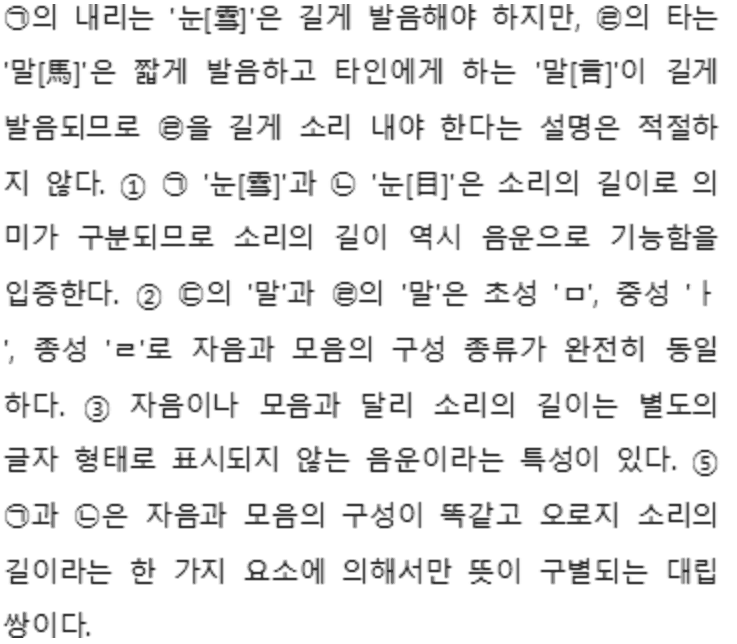 ㉠의 내리는 '눈[雪]'은 길게 발음해야 하지만, ㉣의 타는
'말[馬]'은 짧게 발음하고 타인에게 하는 '말[言]'이 길게
발음되므로 ㉣을 길게 소리 내야 한다는 설명은 적절하
지 않다. ① ㉠ '눈[雪]'과 ㉡ '눈[目]'은 소리의 길이로 의
미가 구분되므로 소리의 길이 역시 음운으로 기능함을
입증한다. ② ㉢의 '말'과 ㉣의 '말'은 초성 'ㅁ', 중성 'ㅏ
', 종성 'ㄹ'로 자음과 모음의 구성 종류가 완전히 동일
하다. ③ 자음이나 모음과 달리 소리의 길이는 별도의
글자 형태로 표시되지 않는 음운이라는 특성이 있다. ⑤
㉠과 ㉡은 자음과 모음의 구성이 똑같고 오로지 소리의
길이라는 한 가지 요소에 의해서만 뜻이 구별되는 대립
쌍이다.